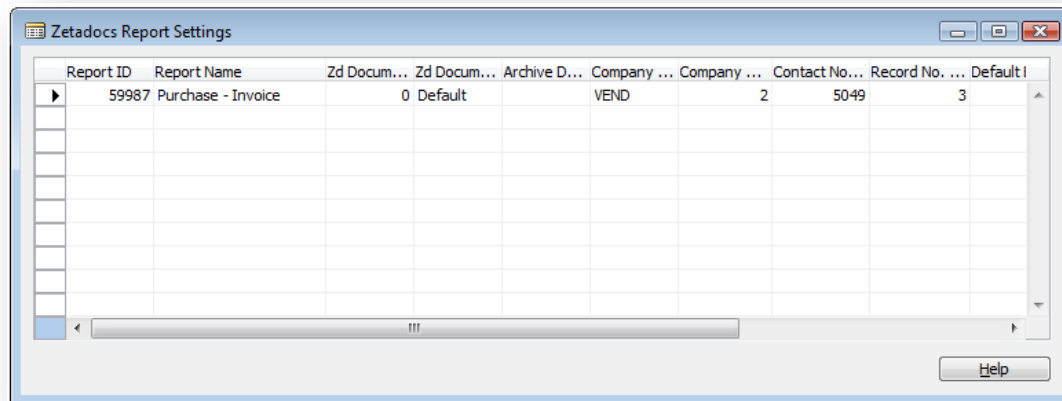 Zetadocs Report Settings
Report ID Report Name Zd Docum... Zd Docum... Archive D... Company ... Company ... Contact No... Record No. ... Default I
59987 Purchase - Invoice 0 Default VEND 2 5049 3
Help